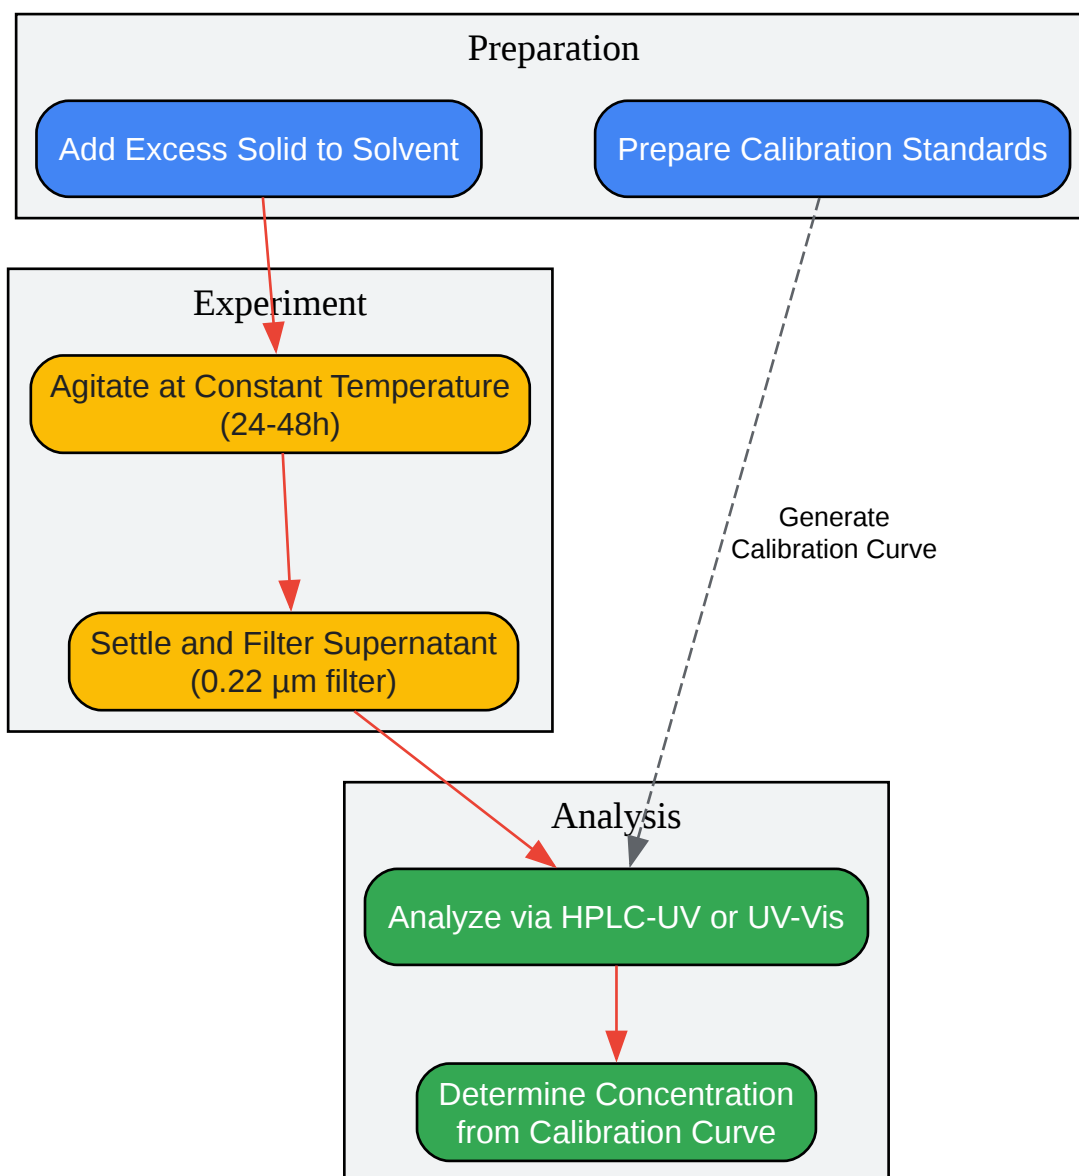 Preparation
Add Excess Solid to Solvent
Prepare Calibration Standards
Experiment
Agitate at Constant Temperature
(24-48h)
Generate
Calibration Curve
Settle and Filter Supernatant
(0.22 µm filter)
Analysis
Analyze via HPLC-UV or UV-Vis
Determine Concentration
from Calibration Curve